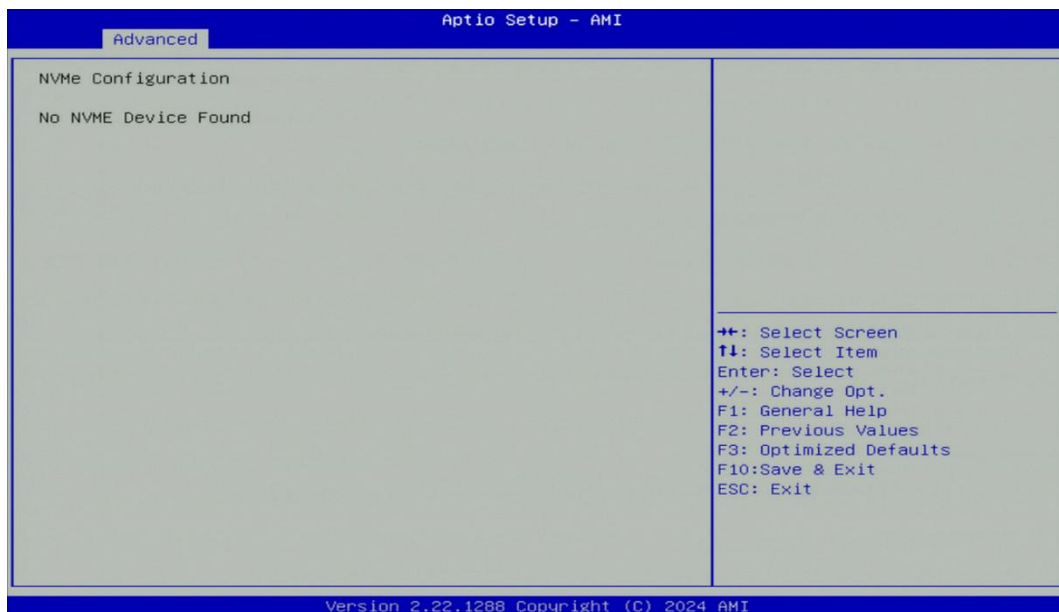 Aptio Setup - AMI
Advanced
NVMe Configuration
No NVME Device Found
→←: Select Screen
↑↓: Select Item
Enter: Select
+/-: Change Opt.
F1: General Help
F2: Previous Values
F3: Optimized Defaults
F10:Save & Exit
ESC: Exit
Version 2.22.1288 Copyright (C) 2024 AMI